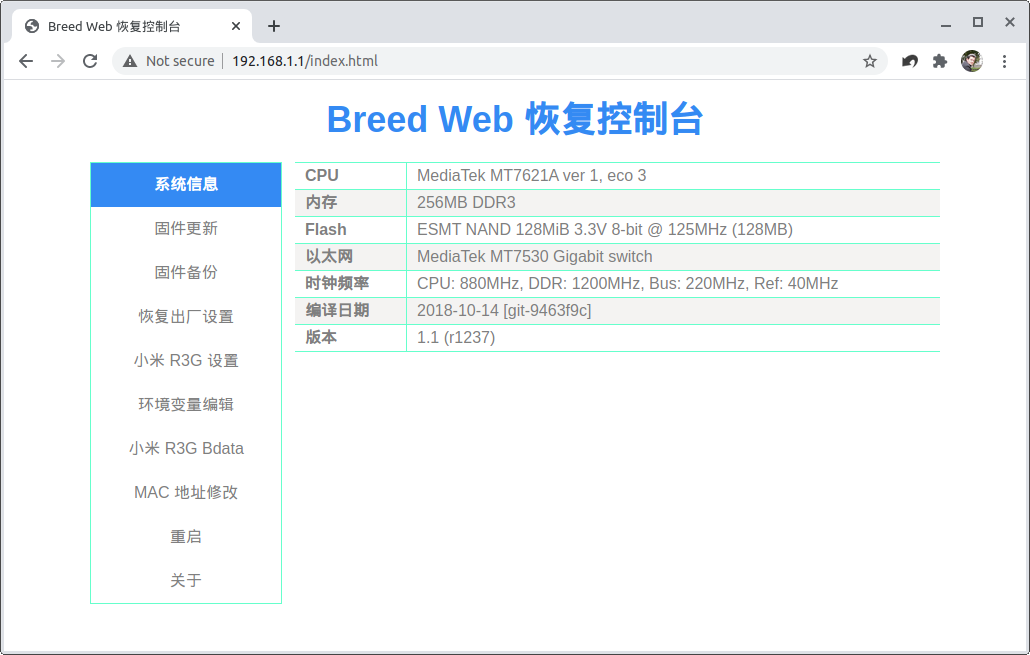 Breed Web 恢复控制台
Not secure 192.168.1.1/index.html
Breed Web 恢复控制台
系统信息
固件更新
固件备份
恢复出厂设置
小米 R3G 设置
环境变量编辑
小米 R3G Bdata
MAC 地址修改
重启
关于
CPU MediaTek MT7621A ver 1, eco 3
内存 256MB DDR3
Flash ESMT NAND 128MiB 3.3V 8-bit @ 125MHz (128MB)
以太网 MediaTek MT7530 Gigabit switch
时钟频率 CPU: 880MHz, DDR: 1200MHz, Bus: 220MHz, Ref: 40MHz
编译日期 2018-10-14 [git-9463f9c]
版本 1.1 (r1237)